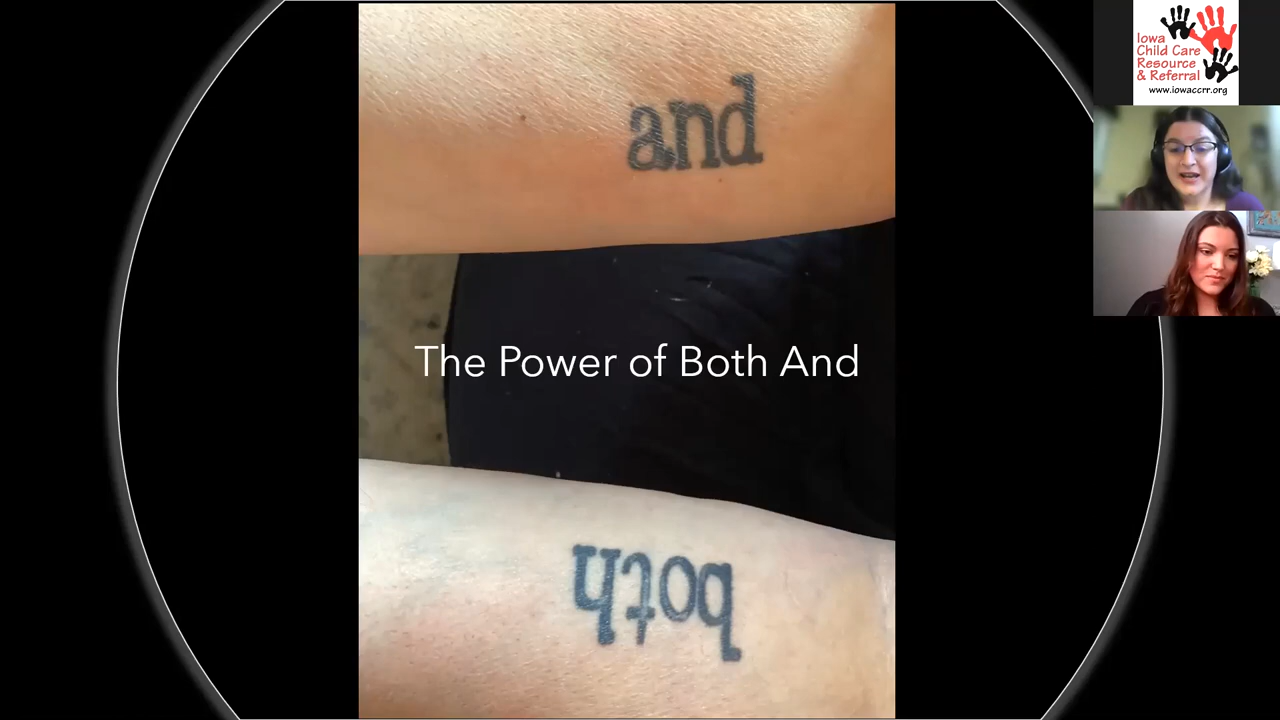 and
The Power of Both And
both
Iowa
Child Care
Resource
& Referral
www.iowaccrr.org